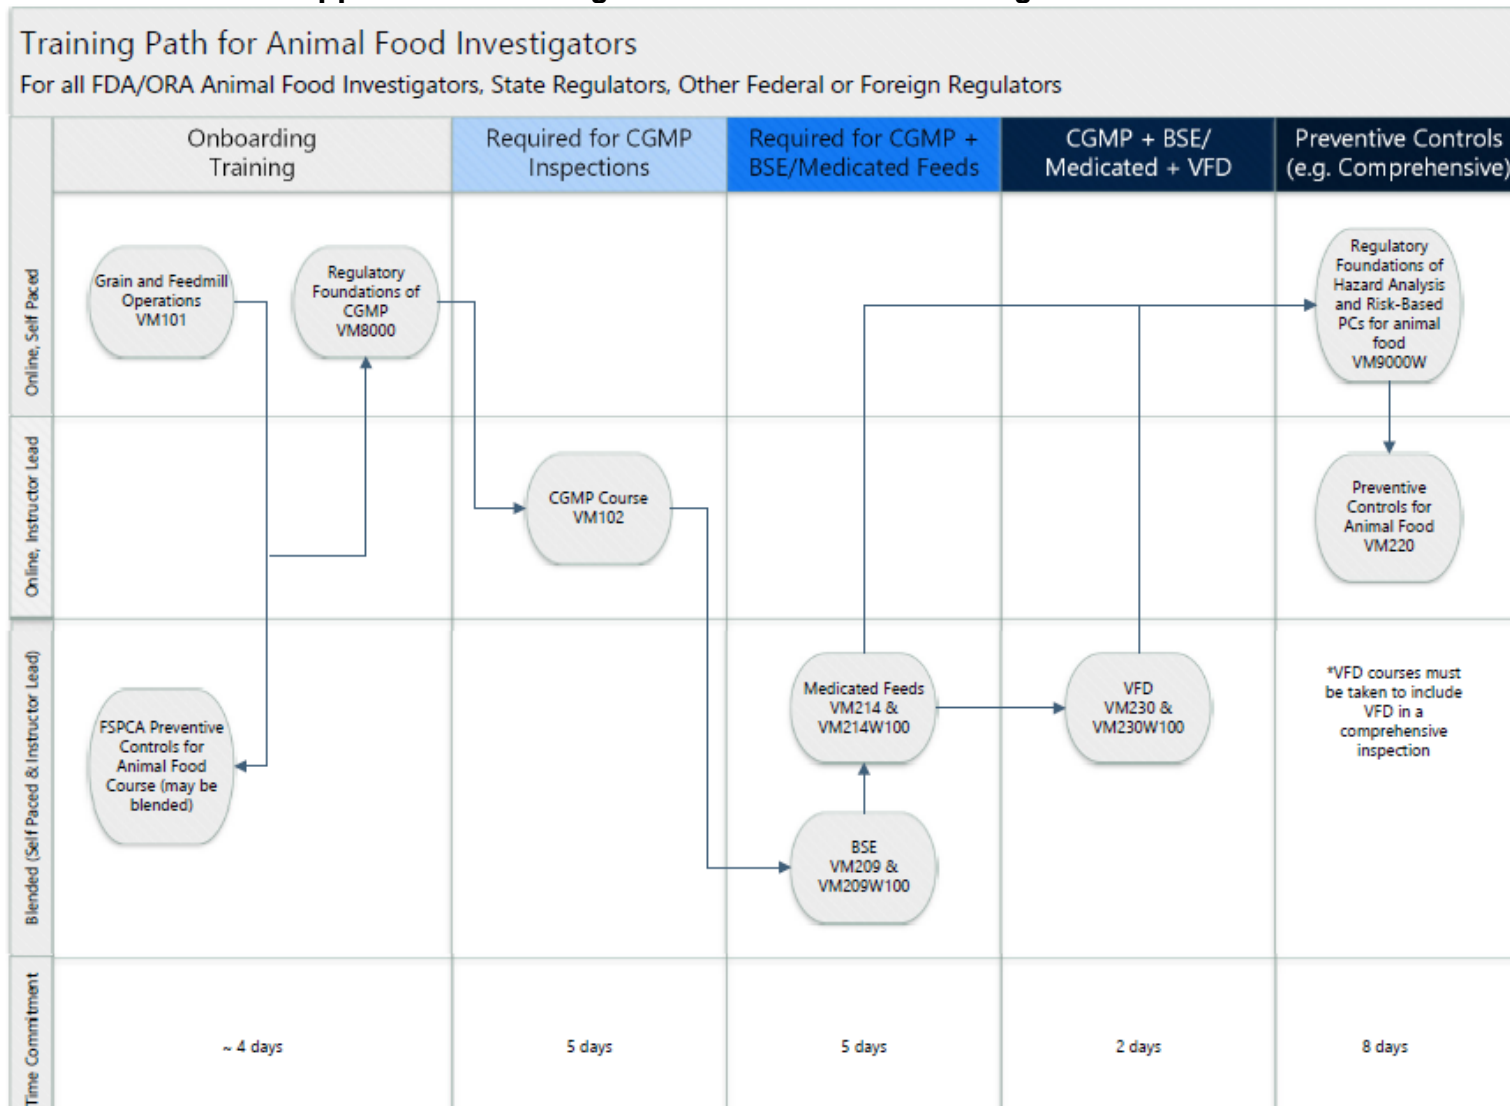 Training Path for Animal Food Investigators
For all FDA/ORA Animal Food Investigators, State Regulators, Other Federal or Foreign Regulators
Onboarding
Training
Required for CGMP
Inspections
Required for CGMP +
BSE/Medicated Feeds
CGMP + BSE/
Medicated + VFD
Preventive Controls
(e.g. Comprehensive)
Online, Self Paced
Grain and Feedmill
Operations
VM101
Regulatory
Foundations of
CGMP
VM8000
Regulatory
Foundations of
Hazard Analysis
and Risk-Based
PCs for animal
food
VM9000W
Online, Instructor Lead
CGMP Course
VM102
Preventive
Controls for
Animal Food
VM220
Blended (Self Paced & Instructor Lead)
FSPCA Preventive
Controls for
Animal Food
Course (may be
blended)
Medicated Feeds
VM214 &
VM214W100
BSE
VM209 &
VM209W100
VFD
VM230 &
VM230W100
*VFD courses must
be taken to include
VFD in a
comprehensive
inspection
Time Commitment
~ 4 days
5 days
5 days
2 days
8 days